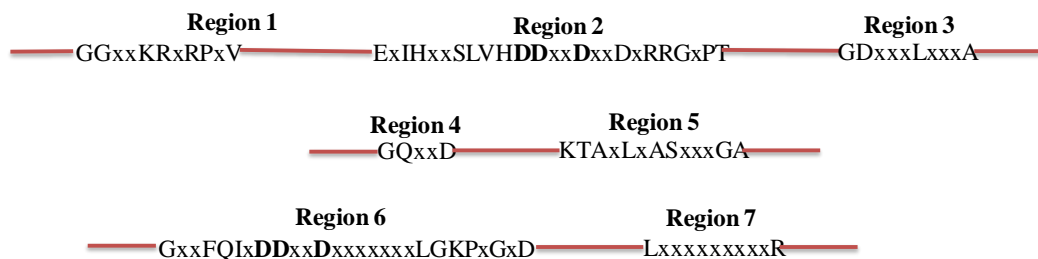 Region 1 Region 2 Region 3
GGxxKRxRPxV ExIHxxSLVHDDxxDxxDxRRGxPT GDxxxLxxxA
Region 4 Region 5
GQxxD KTAxLxASxxxGA
Region 6 Region 7
GxxFQIxDDxxDxxxxxxxLGKPxGxD LxxxxxxxxxR